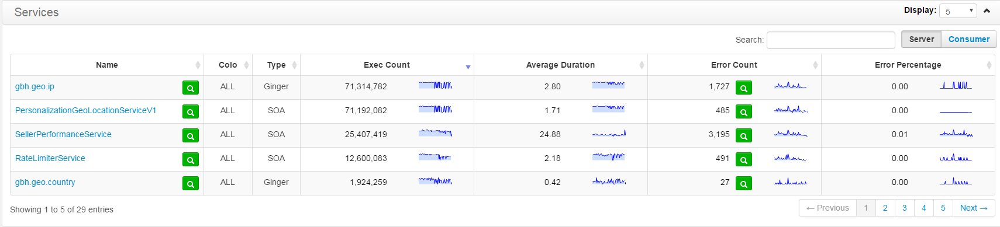 Services
Display: 5
Search: Server Consumer
Name Colo Type Exec Count Average Duration Error Count Error Percentage
gbh.geo.ip ALL Ginger 71,314,782 2.80 1,727 0.00
PersonalizationGeoLocationServiceV1 ALL SOA 71,192,082 1.71 485 0.00
SellerPerformanceService ALL SOA 25,407,419 24.88 3,195 0.01
RateLimiterService ALL SOA 12,600,083 2.18 491 0.00
gbh.geo.country ALL Ginger 1,924,259 0.42 27 0.00
Showing 1 to 5 of 29 entries
← Previous 1 2 3 4 5 Next →